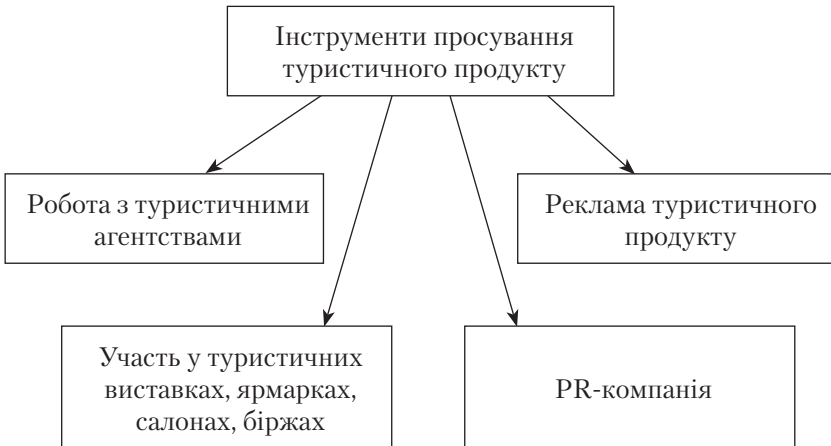 Інструменти просування
туристичного продукту
Робота з туристичними
агентствами
Реклама туристичного
продукту
Участь у туристичних
виставках, ярмарках,
салонах, біржах
PR-компанія